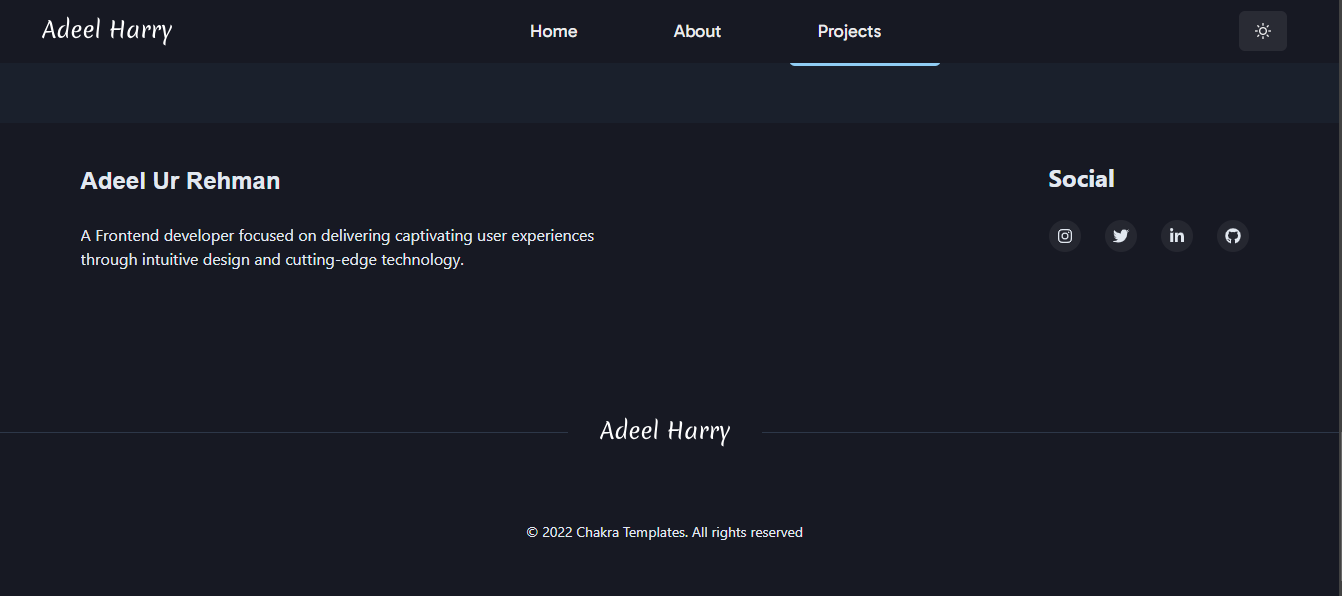 Adeel Harry
Home
About
Projects
Adeel Ur Rehman
A Frontend developer focused on delivering captivating user experiences
through intuitive design and cutting-edge technology.
Social
Adeel Harry
© 2022 Chakra Templates. All rights reserved